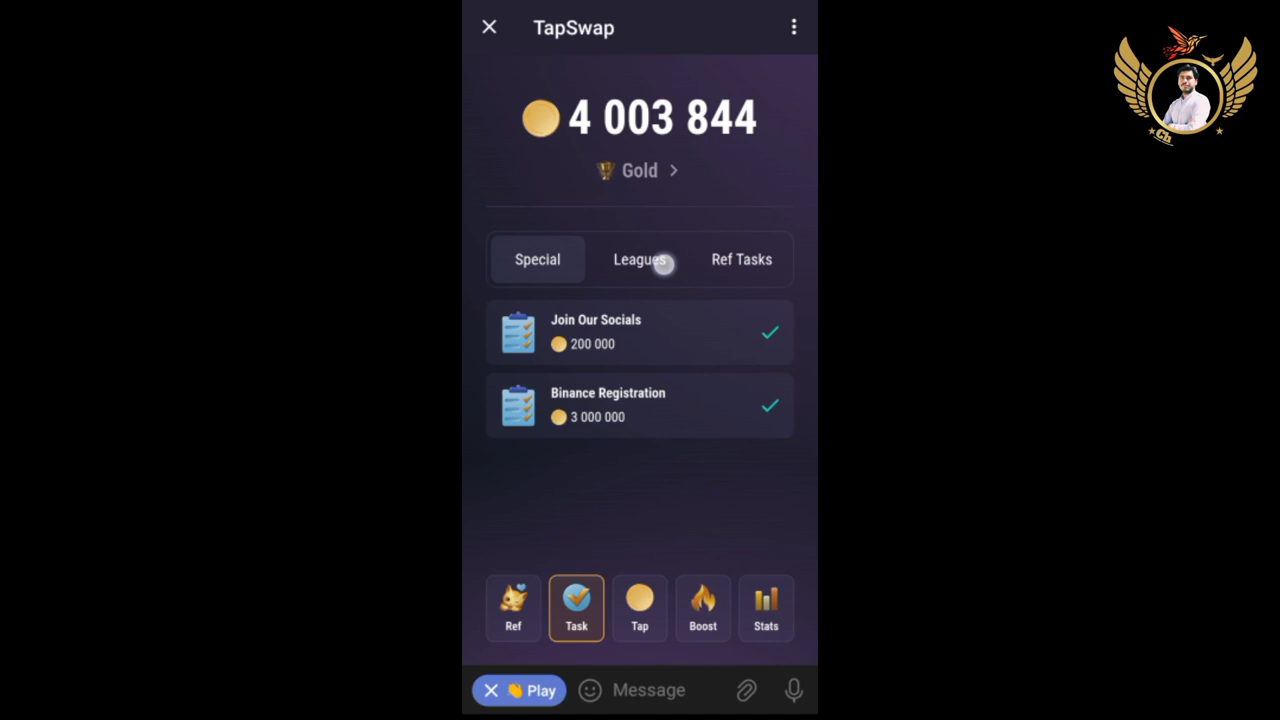 TapSwap
4 003 844
Gold
Special Leagues Ref Tasks
Join Our Socials
200 000
Binance Registration
3 000 000
Ref Task Tap Boost Stats
Play Message